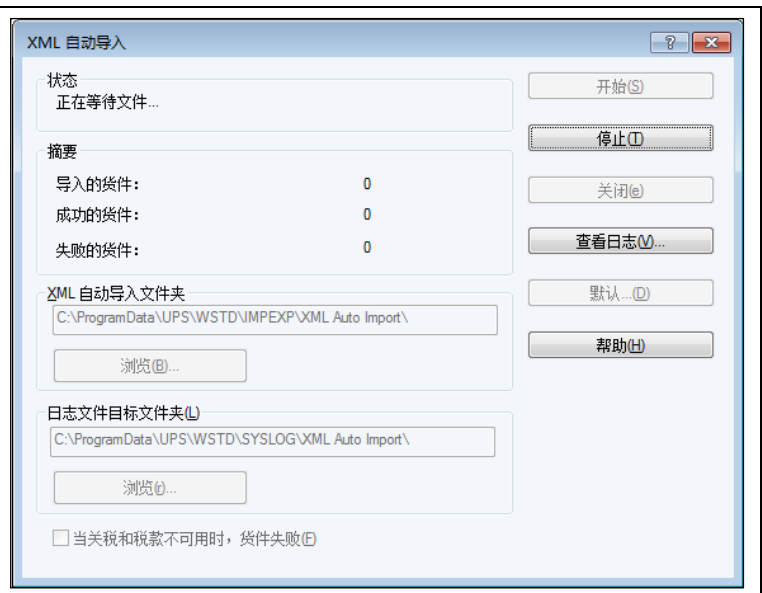 XML 自动导入
状态
正在等待文件...
摘要
导入的货件: 0
成功的货件: 0
失败的货件: 0
XML 自动导入文件夹
C:\ProgramData\UPS\WSTD\IMPEXP\XML Auto Import\
浏览(B)...
日志文件目标文件夹(L)
C:\ProgramData\UPS\WSTD\SYSLOG\XML Auto Import\
浏览(r)...
当关税和税款不可用时，货件失败(F)
开始(S)
停止(T)
关闭(e)
查看日志(V)...
默认...(D)
帮助(H)